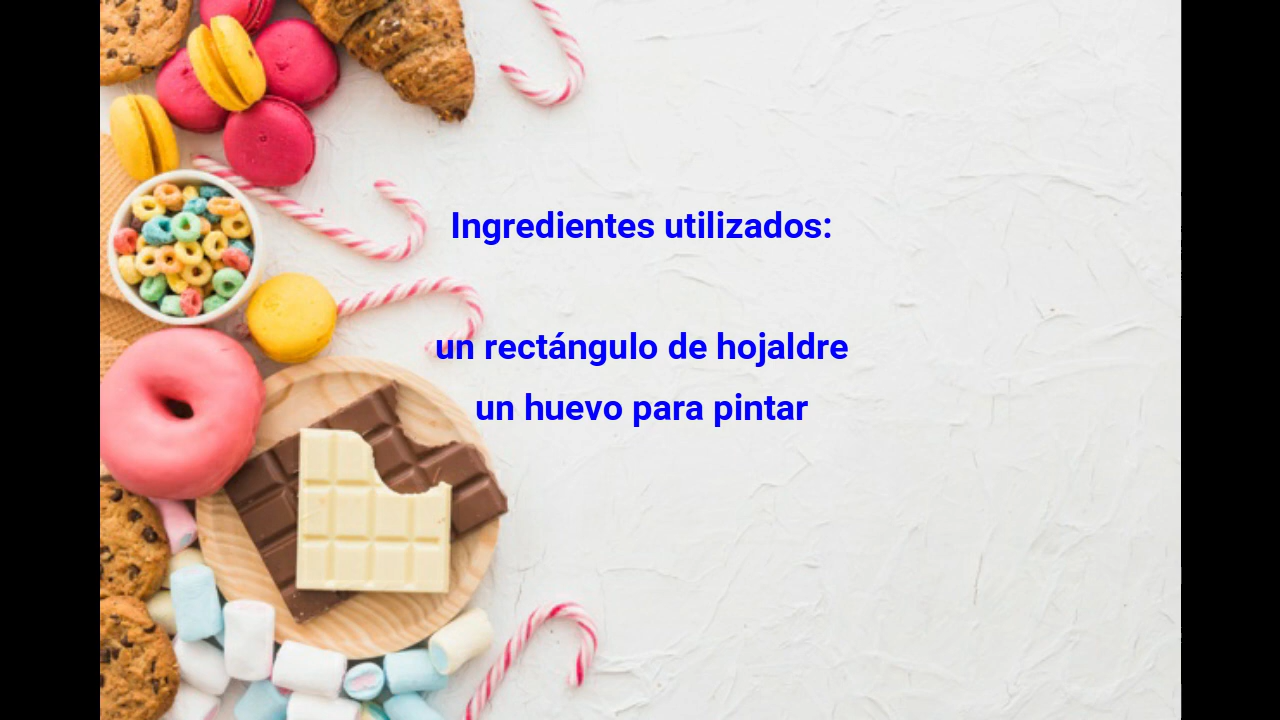 Ingredientes utilizados:
un rectángulo de hojaldre
un huevo para pintar